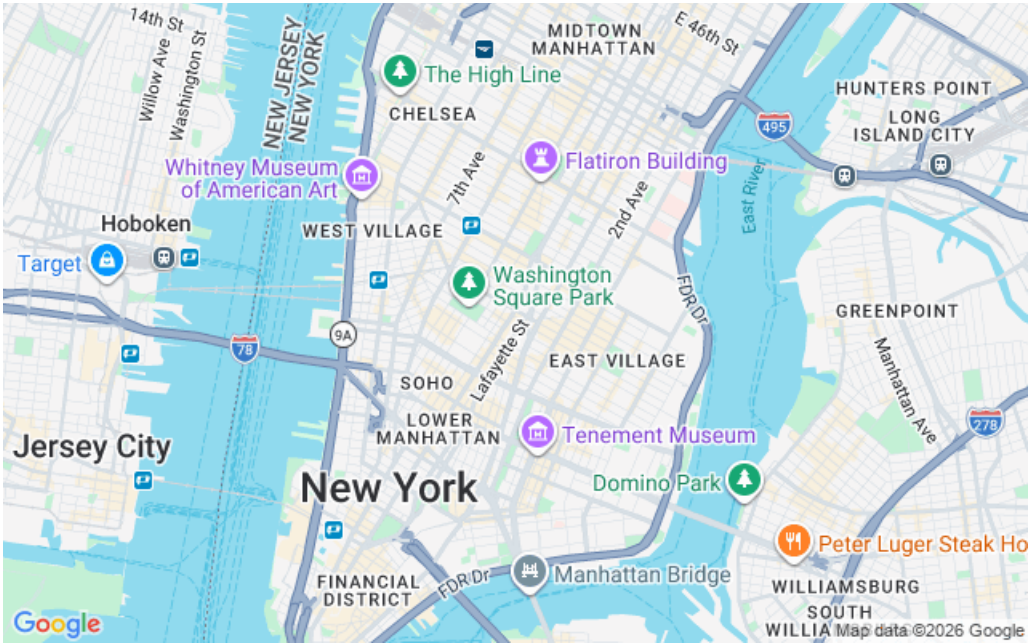 14th St
Willow Ave
Washington St
NEW JERSEY
NEW YORK
MIDTOWN
MANHATTAN
E 46th St
The High Line
CHELSEA
HUNTERS POINT
LONG
ISLAND CITY
495
Whitney Museum
of American Art
7th Ave
Flatiron Building
2nd Ave
East River
Hoboken
WEST VILLAGE
Target
Washington
Square Park
FDR Dr
GREENPOINT
9A
78
Lafayette St
EAST VILLAGE
Manhattan Ave
SOHO
LOWER
MANHATTAN
278
Jersey City
Tenement Museum
New York
Domino Park
Peter Luger Steak Ho
FINANCIAL
DISTRICT
FDR Dr
Manhattan Bridge
WILLIAMSBURG
SOUTH
WILLIA
Google
Map data ©2026 Google